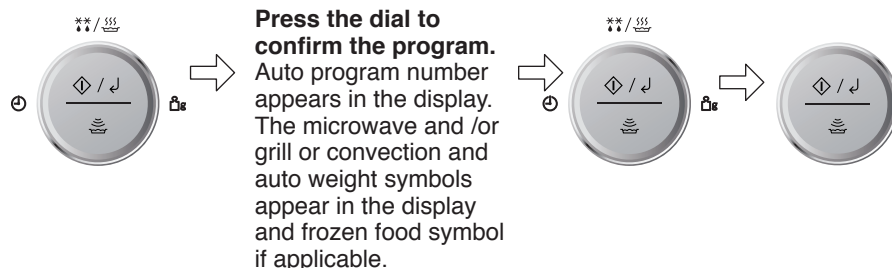 Press the dial to
confirm the program.
Auto program number
appears in the display.
The microwave and /or
grill or convection and
auto weight symbols
appear in the display
and frozen food symbol
if applicable.